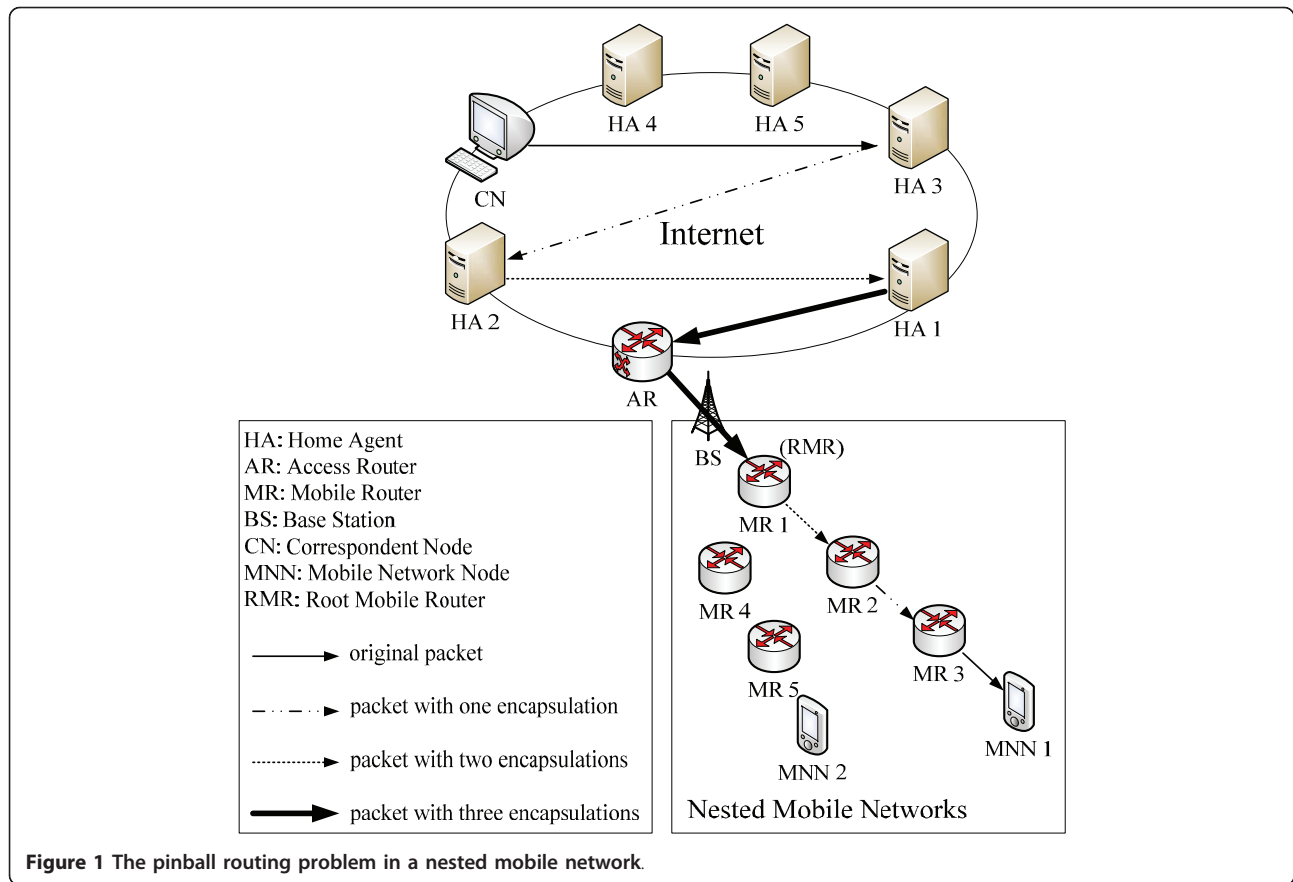 HA 4
HA 5
HA 3
CN
Internet
HA 2
HA 1
AR
BS
(RMR)
MR 1
MR 2
MR 4
MR 3
MR 5
MNN 1
MNN 2
Nested Mobile Networks
HA: Home Agent
AR: Access Router
MR: Mobile Router
BS: Base Station
CN: Correspondent Node
MNN: Mobile Network Node
RMR: Root Mobile Router
original packet
packet with one encapsulation
packet with two encapsulations
packet with three encapsulations
Figure 1 The pinball routing problem in a nested mobile network.